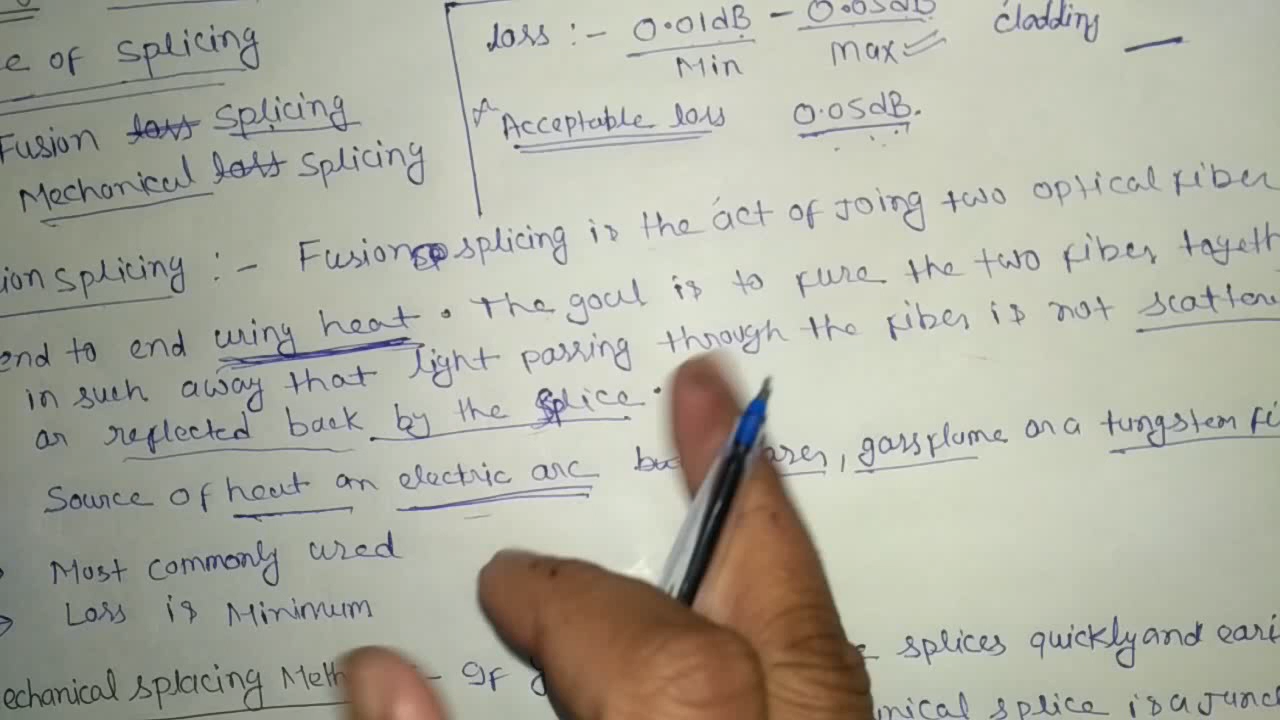 e of splicing
loss :- 0.01dB - 0.05dB cladding
Min max
Fusion loss splicing
Acceptable loss 0.05dB.
Mechanical loss splicing
ion splicing :- Fusion splicing is the act of Joing two optical fiber
end to end using heat. The goal is to fuse the two fiber togeth
in such away that light passing through the fiber is not scattere
or reflected back by the splice.
Source of heat an electric arc
gasflame or a tungstem fi
Most commonly used
Loss is Minimum
echanical splacing Meth - If
splices quickly and easi
nical splice is a Junc